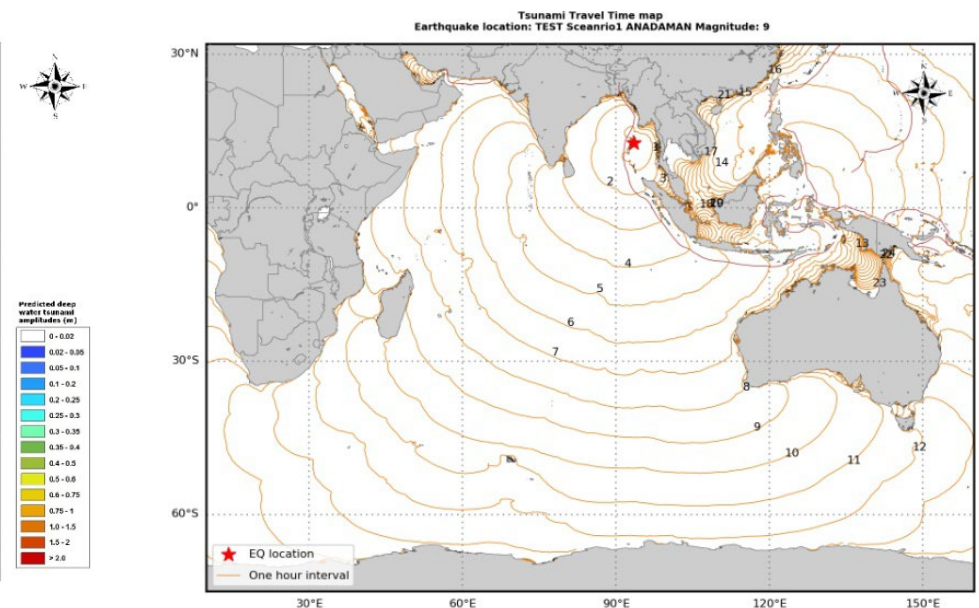 Tsunami Travel Time map
Earthquake location: TEST Sceanrio1 ANADAMAN Magnitude: 9
N
W E
S
30°N
0°
30°S
60°S
16
21 15
1
17
14
2
3
13
4
23
5
6
7
8
9
10
11
12
W E
EQ location
One hour interval
30°E 60°E 90°E 120°E 150°E
Predicted deep
water tsunami
amplitudes (m)
0 - 0.02
0.02 - 0.05
0.05 - 0.1
0.1 - 0.2
0.2 - 0.25
0.25 - 0.3
0.3 - 0.35
0.35 - 0.4
0.4 - 0.5
0.5 - 0.6
0.6 - 0.75
0.75 - 1
1.0 - 1.5
1.5 - 2
> 2.0